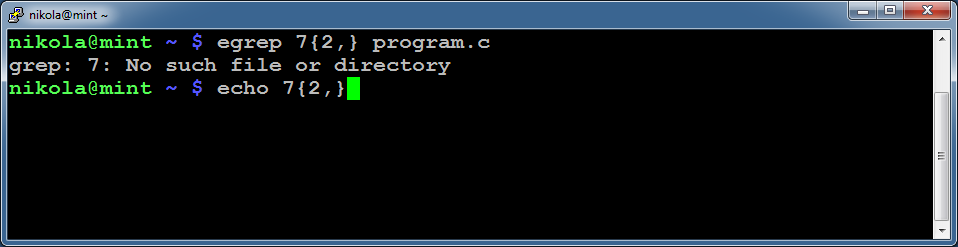 nikola@mint ~
nikola@mint ~ $ egrep 7{2,} program.c
grep: 7: No such file or directory
nikola@mint ~ $ echo 7{2,}